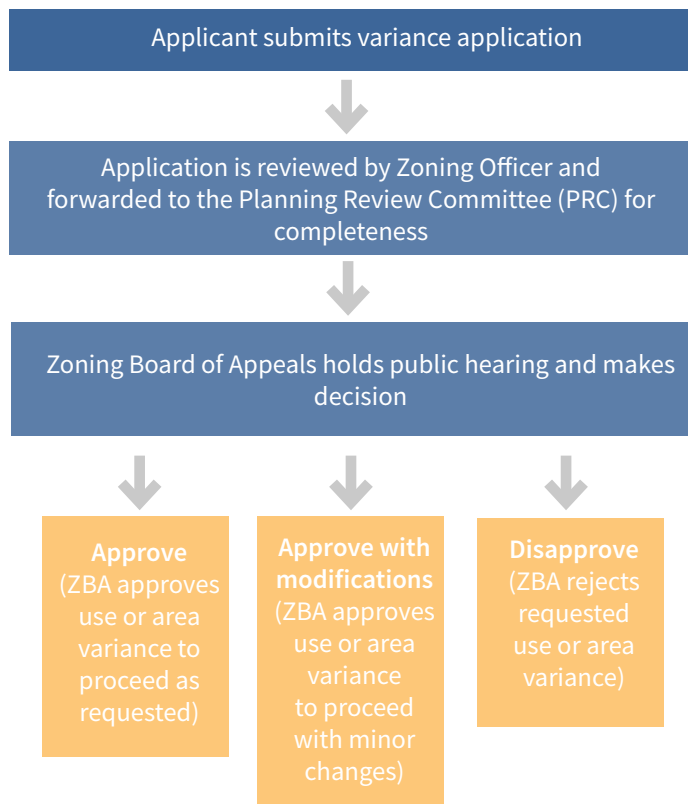 Applicant submits variance application
Application is reviewed by Zoning Officer and
forwarded to the Planning Review Committee (PRC) for
completeness
Zoning Board of Appeals holds public hearing and makes
decision
Approve
(ZBA approves
use or area
variance to
proceed as
requested)
Approve with
modifications
(ZBA approves
use or area
variance
to proceed
with minor
changes)
Disapprove
(ZBA rejects
requested
use or area
variance)